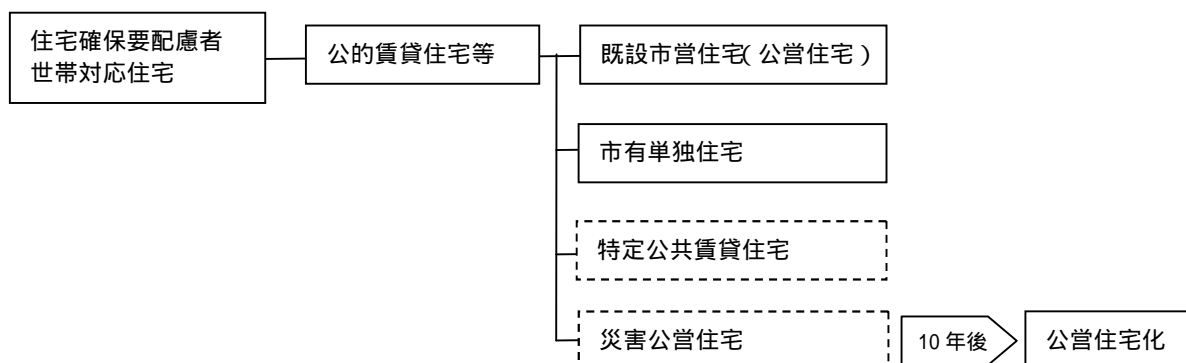 住宅確保要配慮者
世帯対応住宅
公的賃貸住宅等
既設市営住宅(公営住宅)
市有単独住宅
特定公共賃貸住宅
災害公営住宅
10年後
公営住宅化